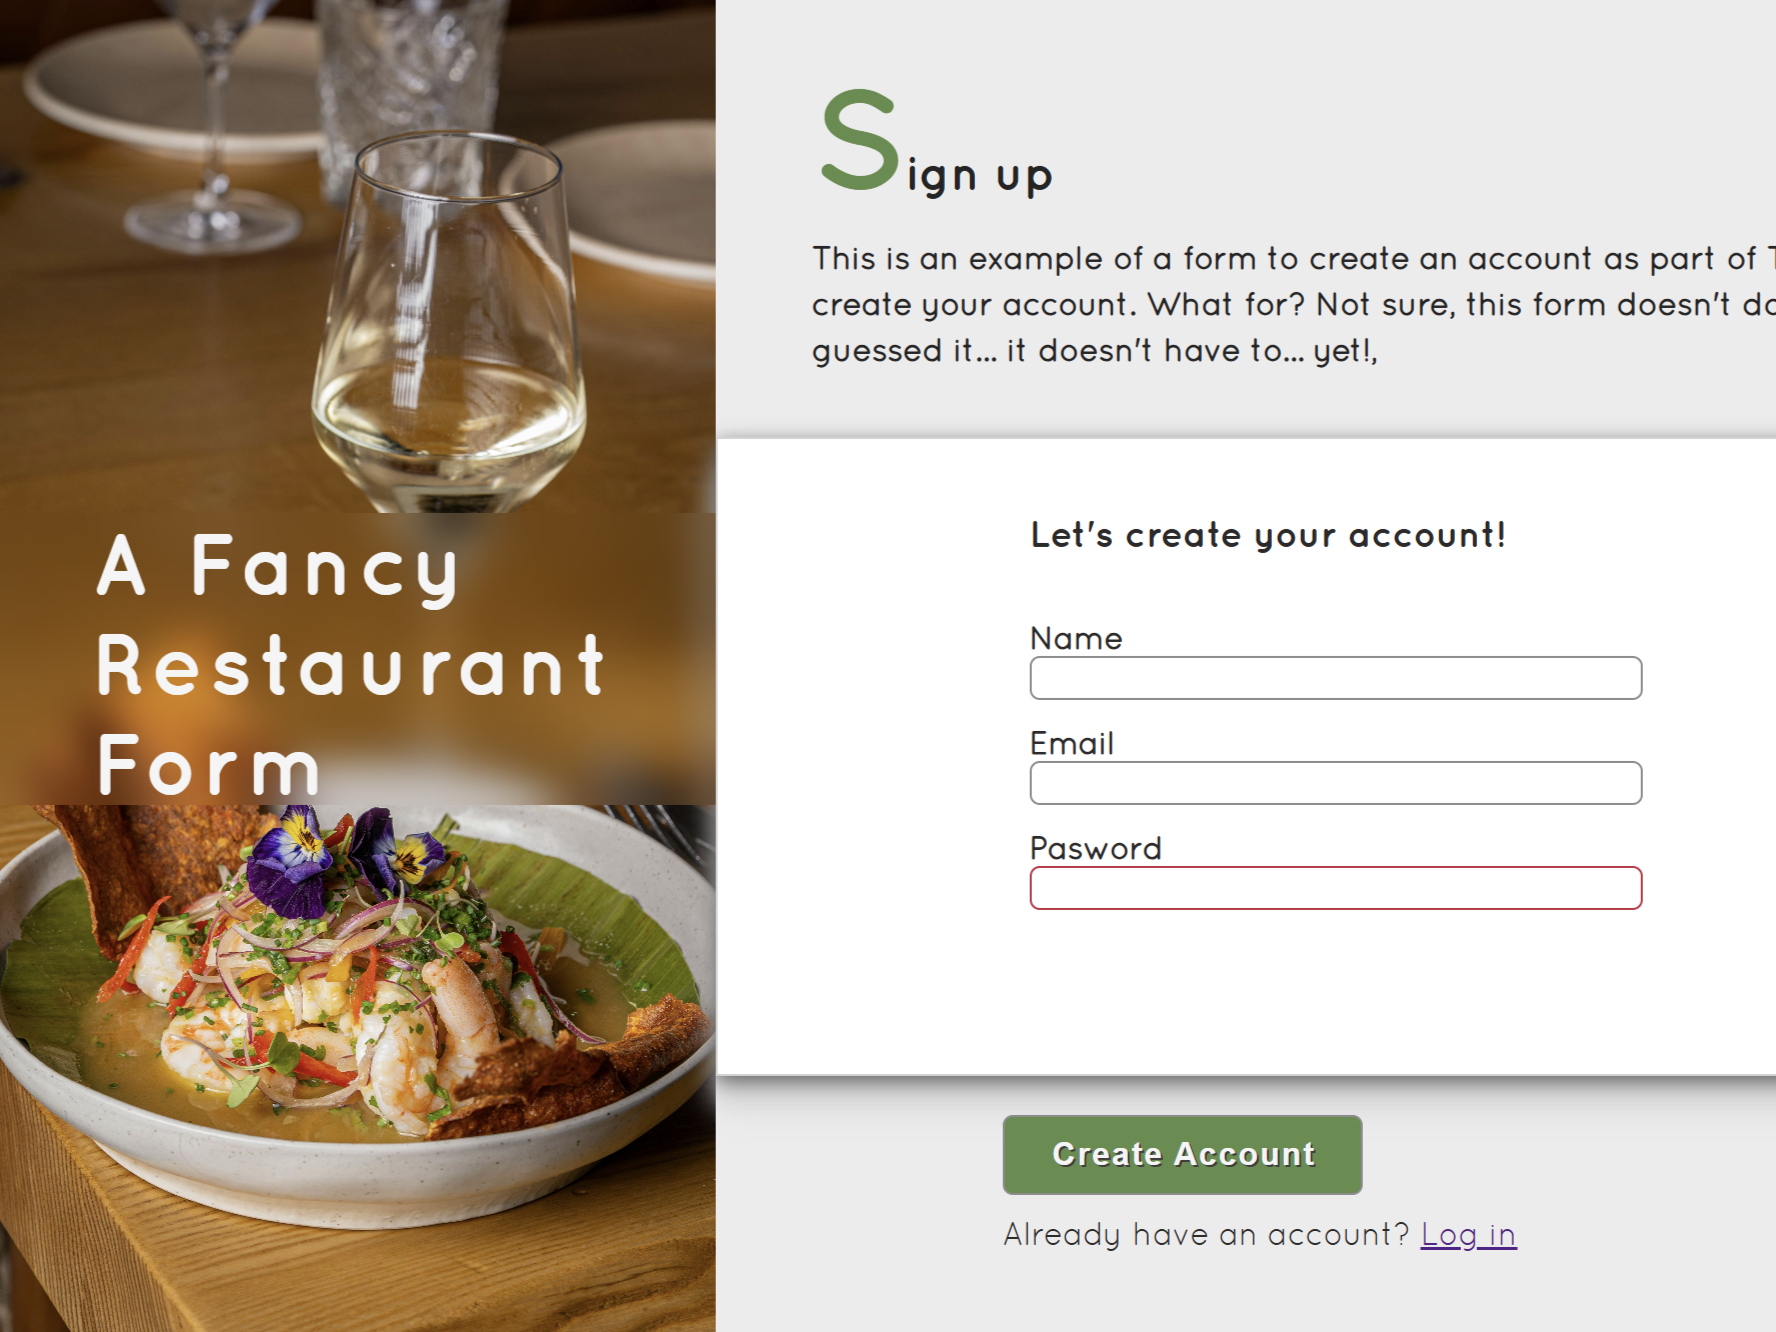 A Fancy
Restaurant
Form
Sign up
This is an example of a form to create an account as part of
create your account. What for? Not sure, this form doesn't
guessed it... it doesn't have to... yet!,
Let's create your account!
Name
Email
Pasword
Create Account
Already have an account? Log in